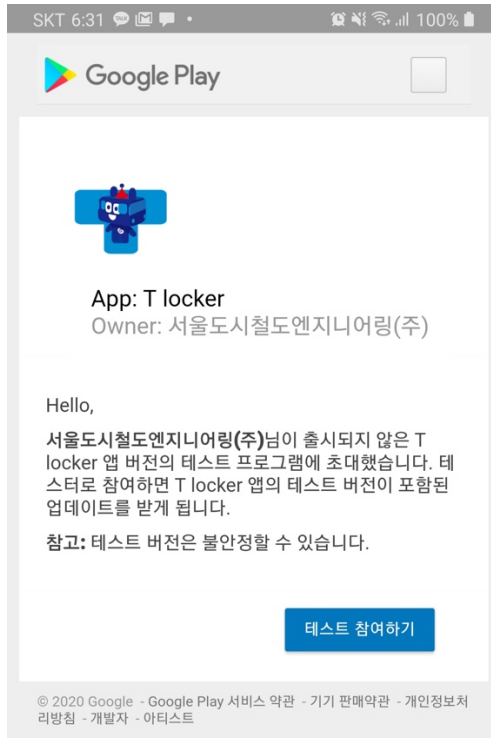 SKT 6:31
100%
Google Play
App: T locker
Owner: 서울도시철도엔지니어링(주)
Hello,
서울도시철도엔지니어링(주)님이 출시되지 않은 T
locker 앱 버전의 테스트 프로그램에 초대했습니다. 테
스터로 참여하면 T locker 앱의 테스트 버전이 포함된
업데이트를 받게 됩니다.
참고: 테스트 버전은 불안정할 수 있습니다.
테스트 참여하기
© 2020 Google - Google Play 서비스 약관 - 기기 판매약관 - 개인정보처
리방침 - 개발자 - 아티스트